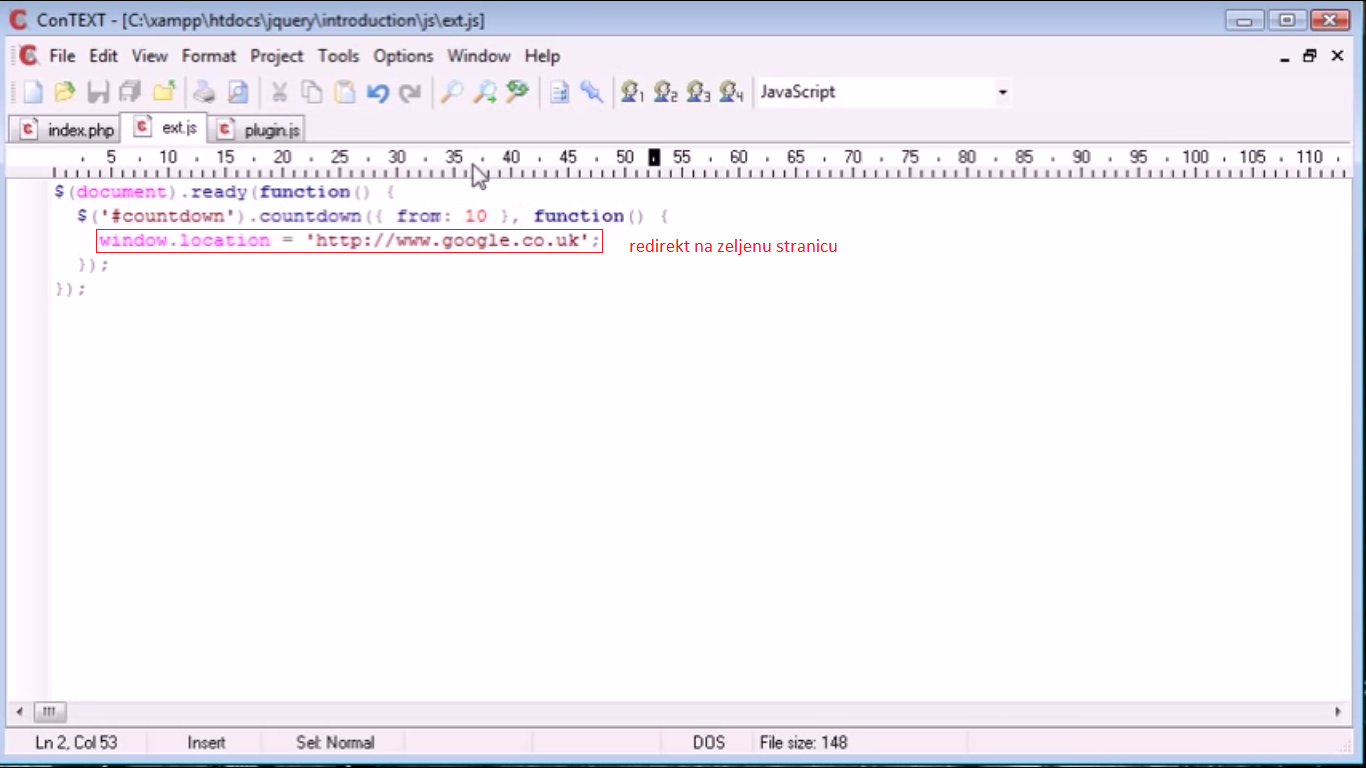 ConTEXT - [C:\xampp\htdocs\jquery\introduction\js\ext.js]
File Edit View Format Project Tools Options Window Help
1 2 3 4 JavaScript
index.php ext.js plugin.js
5 10 15 20 25 30 35 40 45 50 55 60 65 70 75 80 85 90 95 100 105 110
$(document).ready(function() {
$('#countdown').countdown({ from: 10 }, function() {
window.location = 'http://www.google.co.uk'; redirekt na zeljenu stranicu
});
});
Ln 2, Col 53 Insert Sel: Normal DOS File size: 148